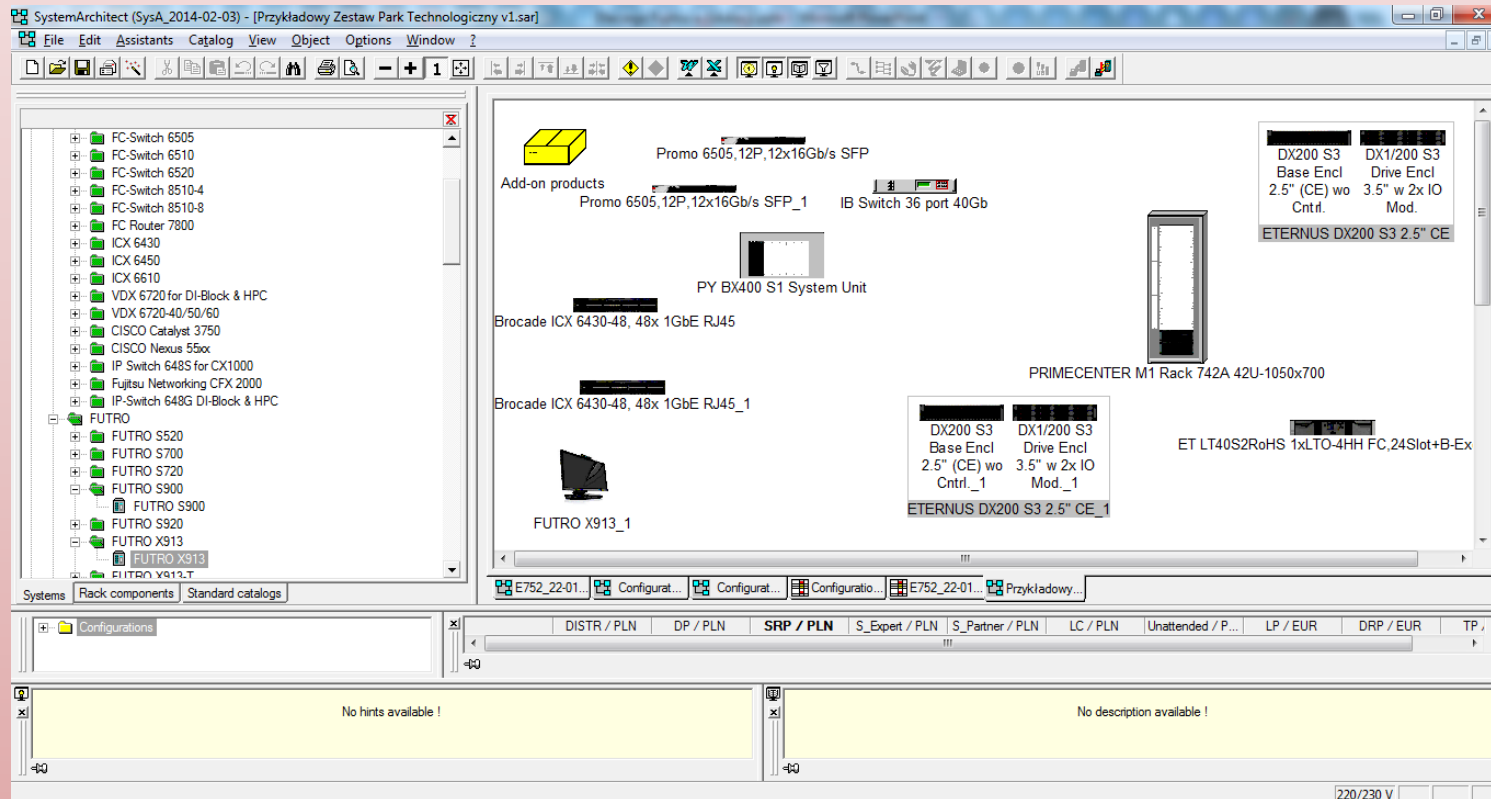 SystemArchitect (SysA_2014-02-03) - [Przykładowy Zestaw Park Technologiczny v1.sar]
File Edit Assistants Catalog View Object Options Window ?
1
FC-Switch 6505
FC-Switch 6510
FC-Switch 6520
FC-Switch 8510-4
FC-Switch 8510-8
FC Router 7800
ICX 6430
ICX 6450
ICX 6610
VDX 6720 for DI-Block & HPC
VDX 6720-40/50/60
CISCO Catalyst 3750
CISCO Nexus 55xx
IP Switch 648S for CX1000
Fujitsu Networking CFX 2000
IP-Switch 648G DI-Block & HPC
FUTRO
FUTRO S520
FUTRO S700
FUTRO S720
FUTRO S900
FUTRO S900
FUTRO S920
FUTRO X913
FUTRO X913
FUTRO X913-T
Systems Rack components Standard catalogs
Add-on products
Promo 6505,12P,12x16Gb/s SFP
Promo 6505,12P,12x16Gb/s SFP_1
IB Switch 36 port 40Gb
PY BX400 S1 System Unit
Brocade ICX 6430-48, 48x 1GbE RJ45
Brocade ICX 6430-48, 48x 1GbE RJ45_1
FUTRO X913_1
DX200 S3
Base Encl
2.5" (CE) wo
Cntrl.
DX1/200 S3
Drive Encl
3.5" w 2x IO
Mod.
ETERNUS DX200 S3 2.5" CE
PRIMECENTER M1 Rack 742A 42U-1050x700
DX200 S3
Base Encl
2.5" (CE) wo
Cntrl._1
DX1/200 S3
Drive Encl
3.5" w 2x IO
Mod._1
ETERNUS DX200 S3 2.5" CE_1
ET LT40S2RoHS 1xLTO-4HH FC,24Slot+B-Ex
E752_22-01... Configurat... Configurat... Configuratio... E752_22-01... Przykładowy...
Configurations
DISTR / PLN DP / PLN SRP / PLN S_Expert / PLN S_Partner / PLN LC / PLN Unattended / P... LP / EUR DRP / EUR TP /
No hints available !
No description available !
220/230 V